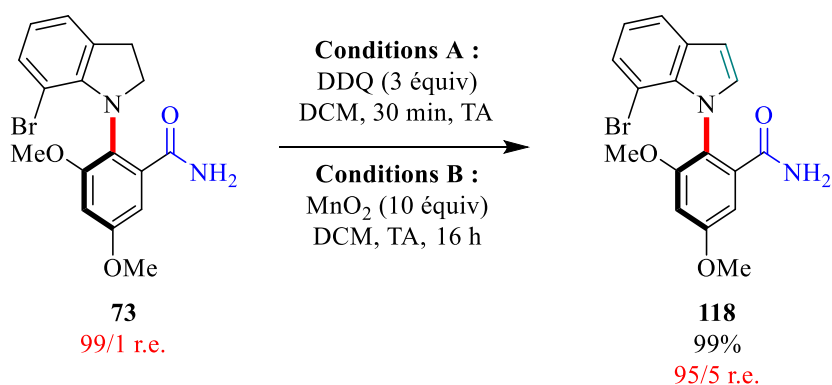 Br
N
MeO
O
NH₂
OMe
73
99/1 r.e.
Conditions A :
DDQ (3 équiv)
DCM, 30 min, TA
Conditions B :
MnO₂ (10 équiv)
DCM, TA, 16 h
Br
N
MeO
O
NH₂
OMe
118
99%
95/5 r.e.